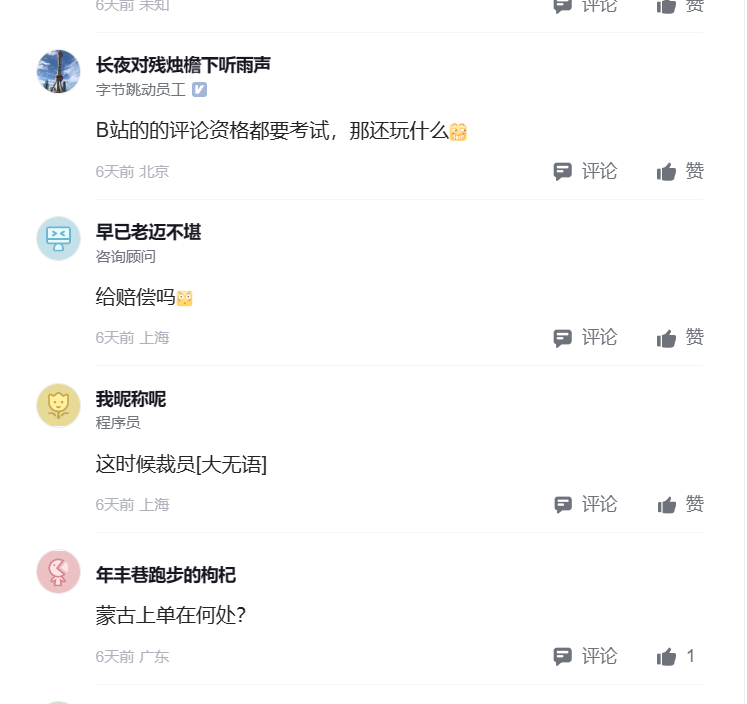 6天前 未知 评论 赞
长夜对残烛檐下听雨声
字节跳动员工
B站的的评论资格都要考试，那还玩什么
6天前 北京 评论 赞
早已老迈不堪
咨询顾问
给赔偿吗
6天前 上海 评论 赞
我昵称呢
程序员
这时候裁员[大无语]
6天前 上海 评论 赞
年丰巷跑步的枸杞
蒙古上单在何处?
6天前 广东 评论 1